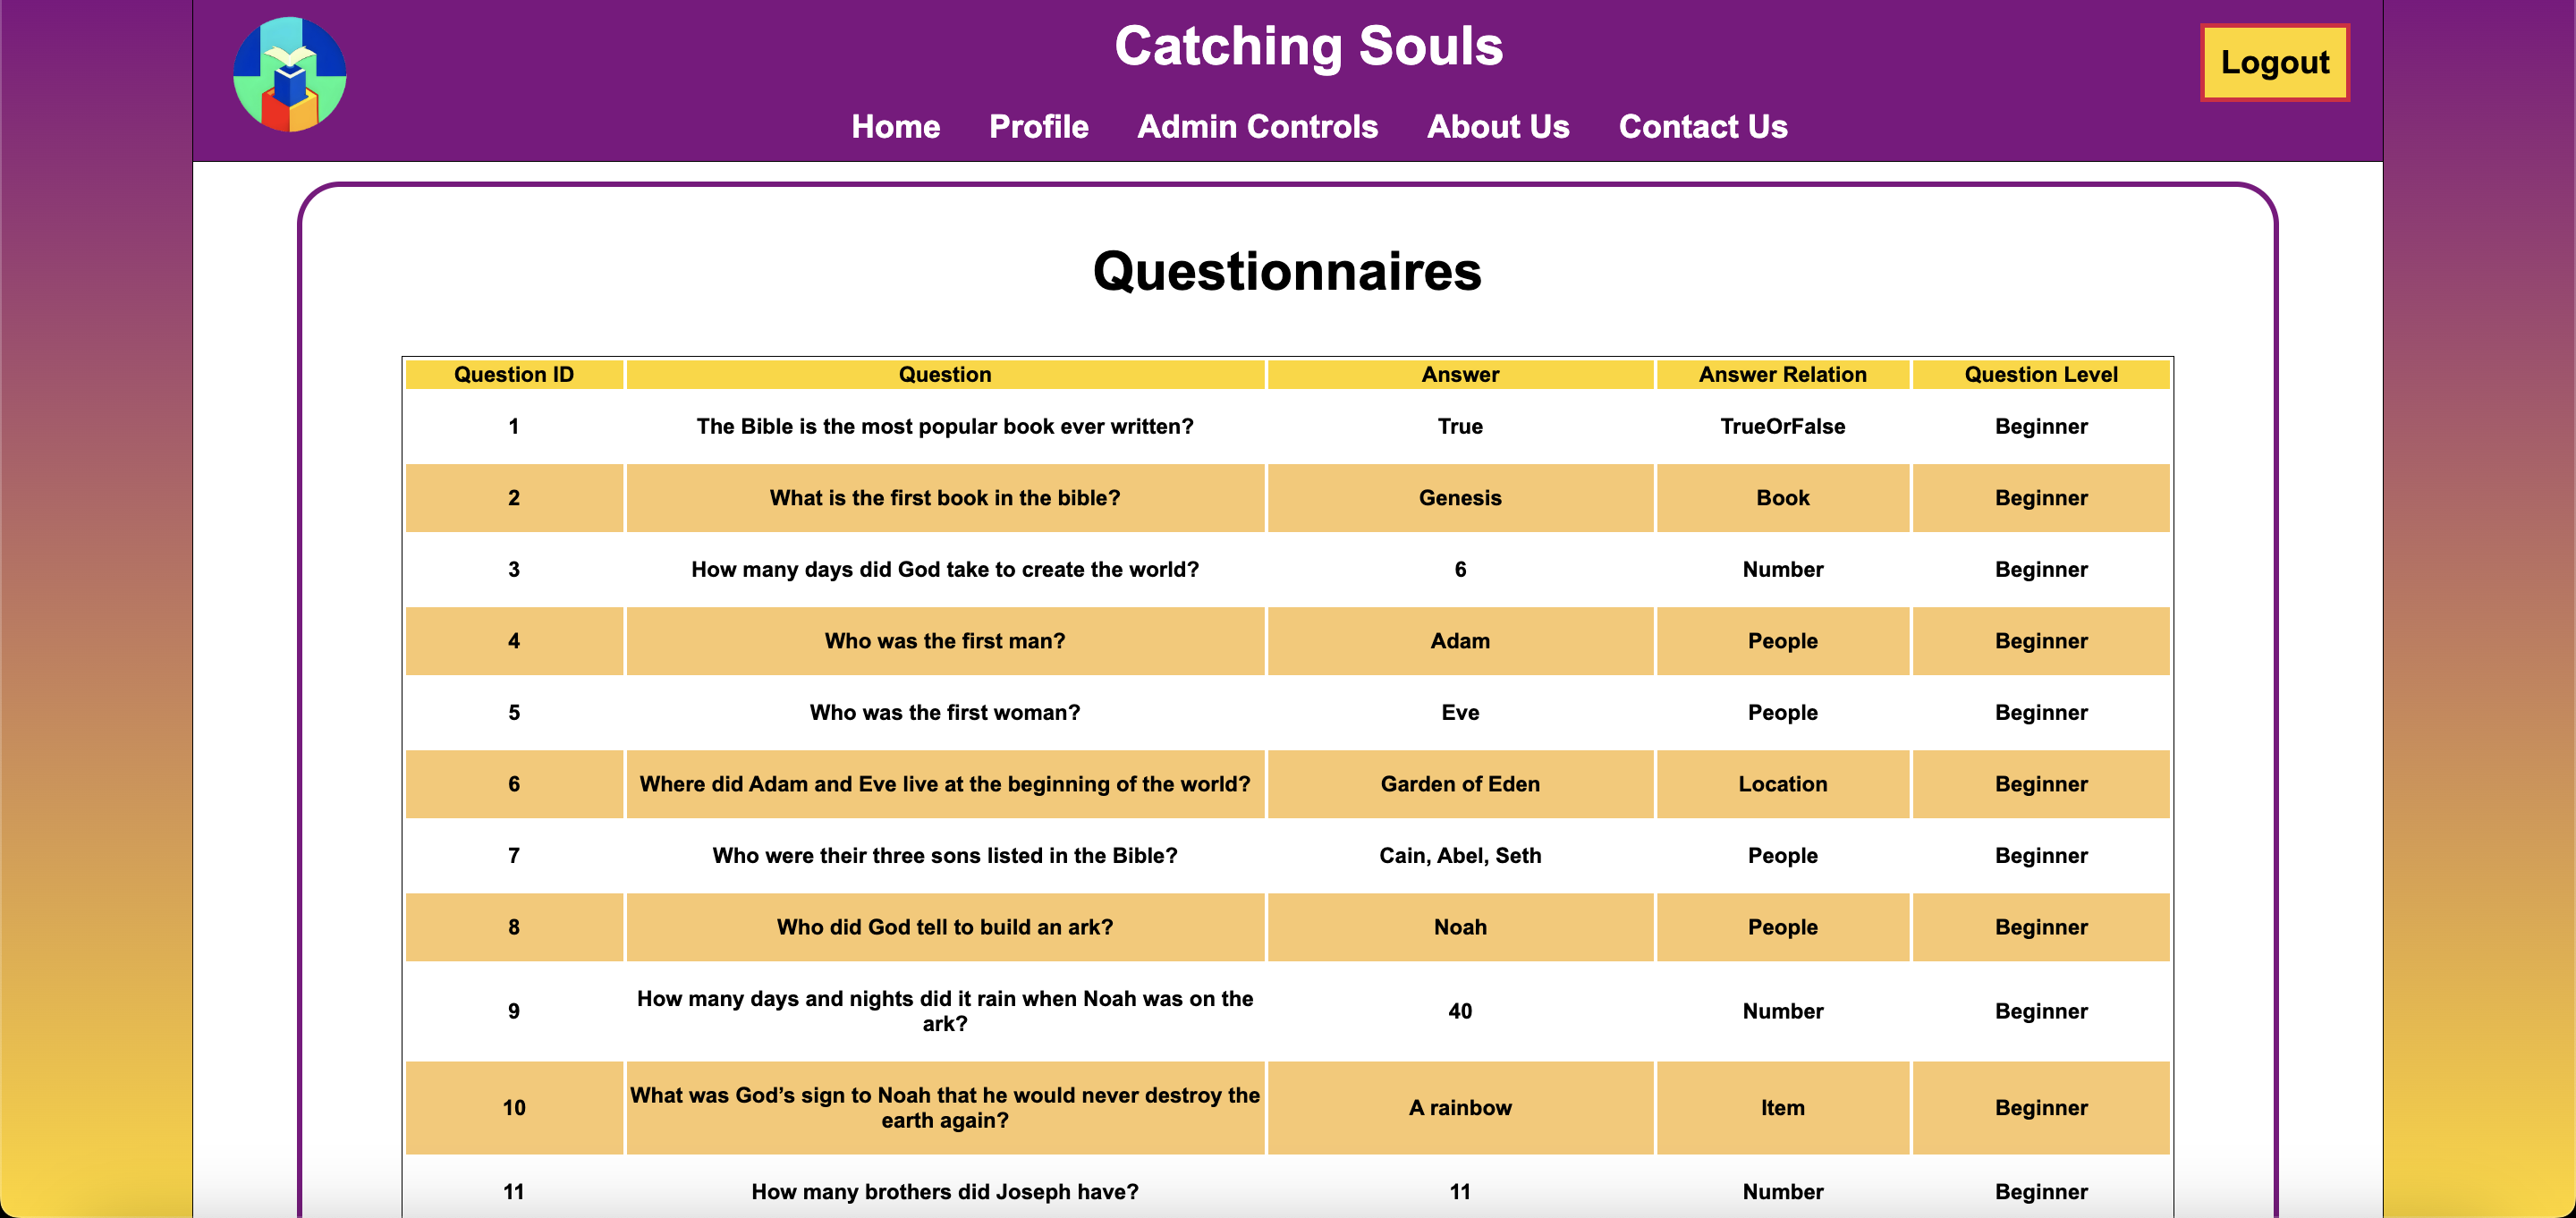 Catching Souls
Logout
Home Profile Admin Controls About Us Contact Us
Questionnaires
Question ID Question Answer Answer Relation Question Level
1 The Bible is the most popular book ever written? True TrueOrFalse Beginner
2 What is the first book in the bible? Genesis Book Beginner
3 How many days did God take to create the world? 6 Number Beginner
4 Who was the first man? Adam People Beginner
5 Who was the first woman? Eve People Beginner
6 Where did Adam and Eve live at the beginning of the world? Garden of Eden Location Beginner
7 Who were their three sons listed in the Bible? Cain, Abel, Seth People Beginner
8 Who did God tell to build an ark? Noah People Beginner
9 How many days and nights did it rain when Noah was on the
ark? 40 Number Beginner
10 What was God’s sign to Noah that he would never destroy the
earth again? A rainbow Item Beginner
11 How many brothers did Joseph have? 11 Number Beginner